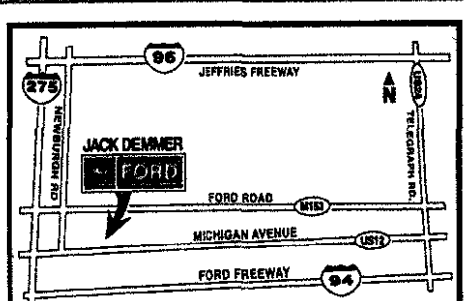 96
JEFFRIES FREEWAY
275
N
US24
NEWBURGH RD
TELEGRAPH RD.
JACK DEMMER
FORD
FORD ROAD
M153
MICHIGAN AVENUE
US12
FORD FREEWAY
94